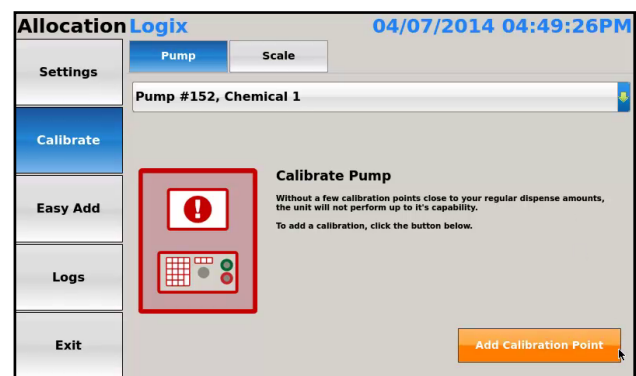 Allocation Logix 04/07/2014 04:49:26PM
Pump Scale
Settings
Pump #152, Chemical 1
Calibrate
Calibrate Pump
Without a few calibration points close to your regular dispense amounts,
the unit will not perform up to it's capability.
To add a calibration, click the button below.
Easy Add
Logs
Exit
Add Calibration Point